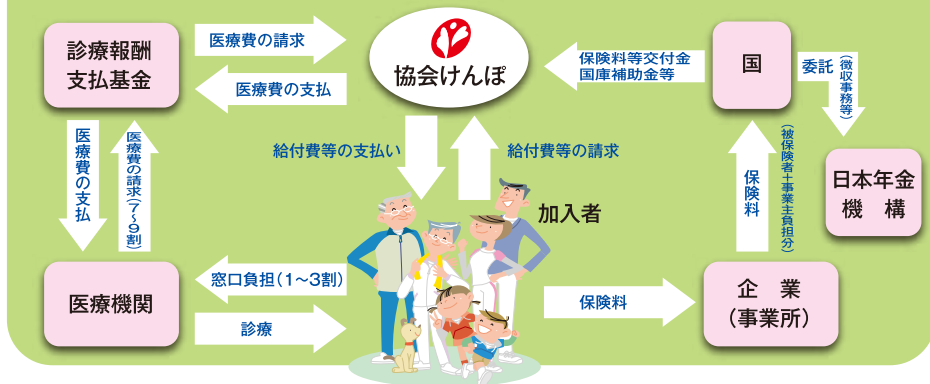 診療報酬
支払基金
医療費の請求
医療費の支払
協会けんぽ
保険料等交付金
国庫補助金等
国
委託
（徴収事務等）
日本年金
機　構
医療費の支払
医療費の請求（7〜9割）
給付費等の支払い
給付費等の請求
加入者
保険料
（被保険者＋事業主負担分）
医療機関
窓口負担（1〜3割）
診療
保険料
企　業
（事業所）